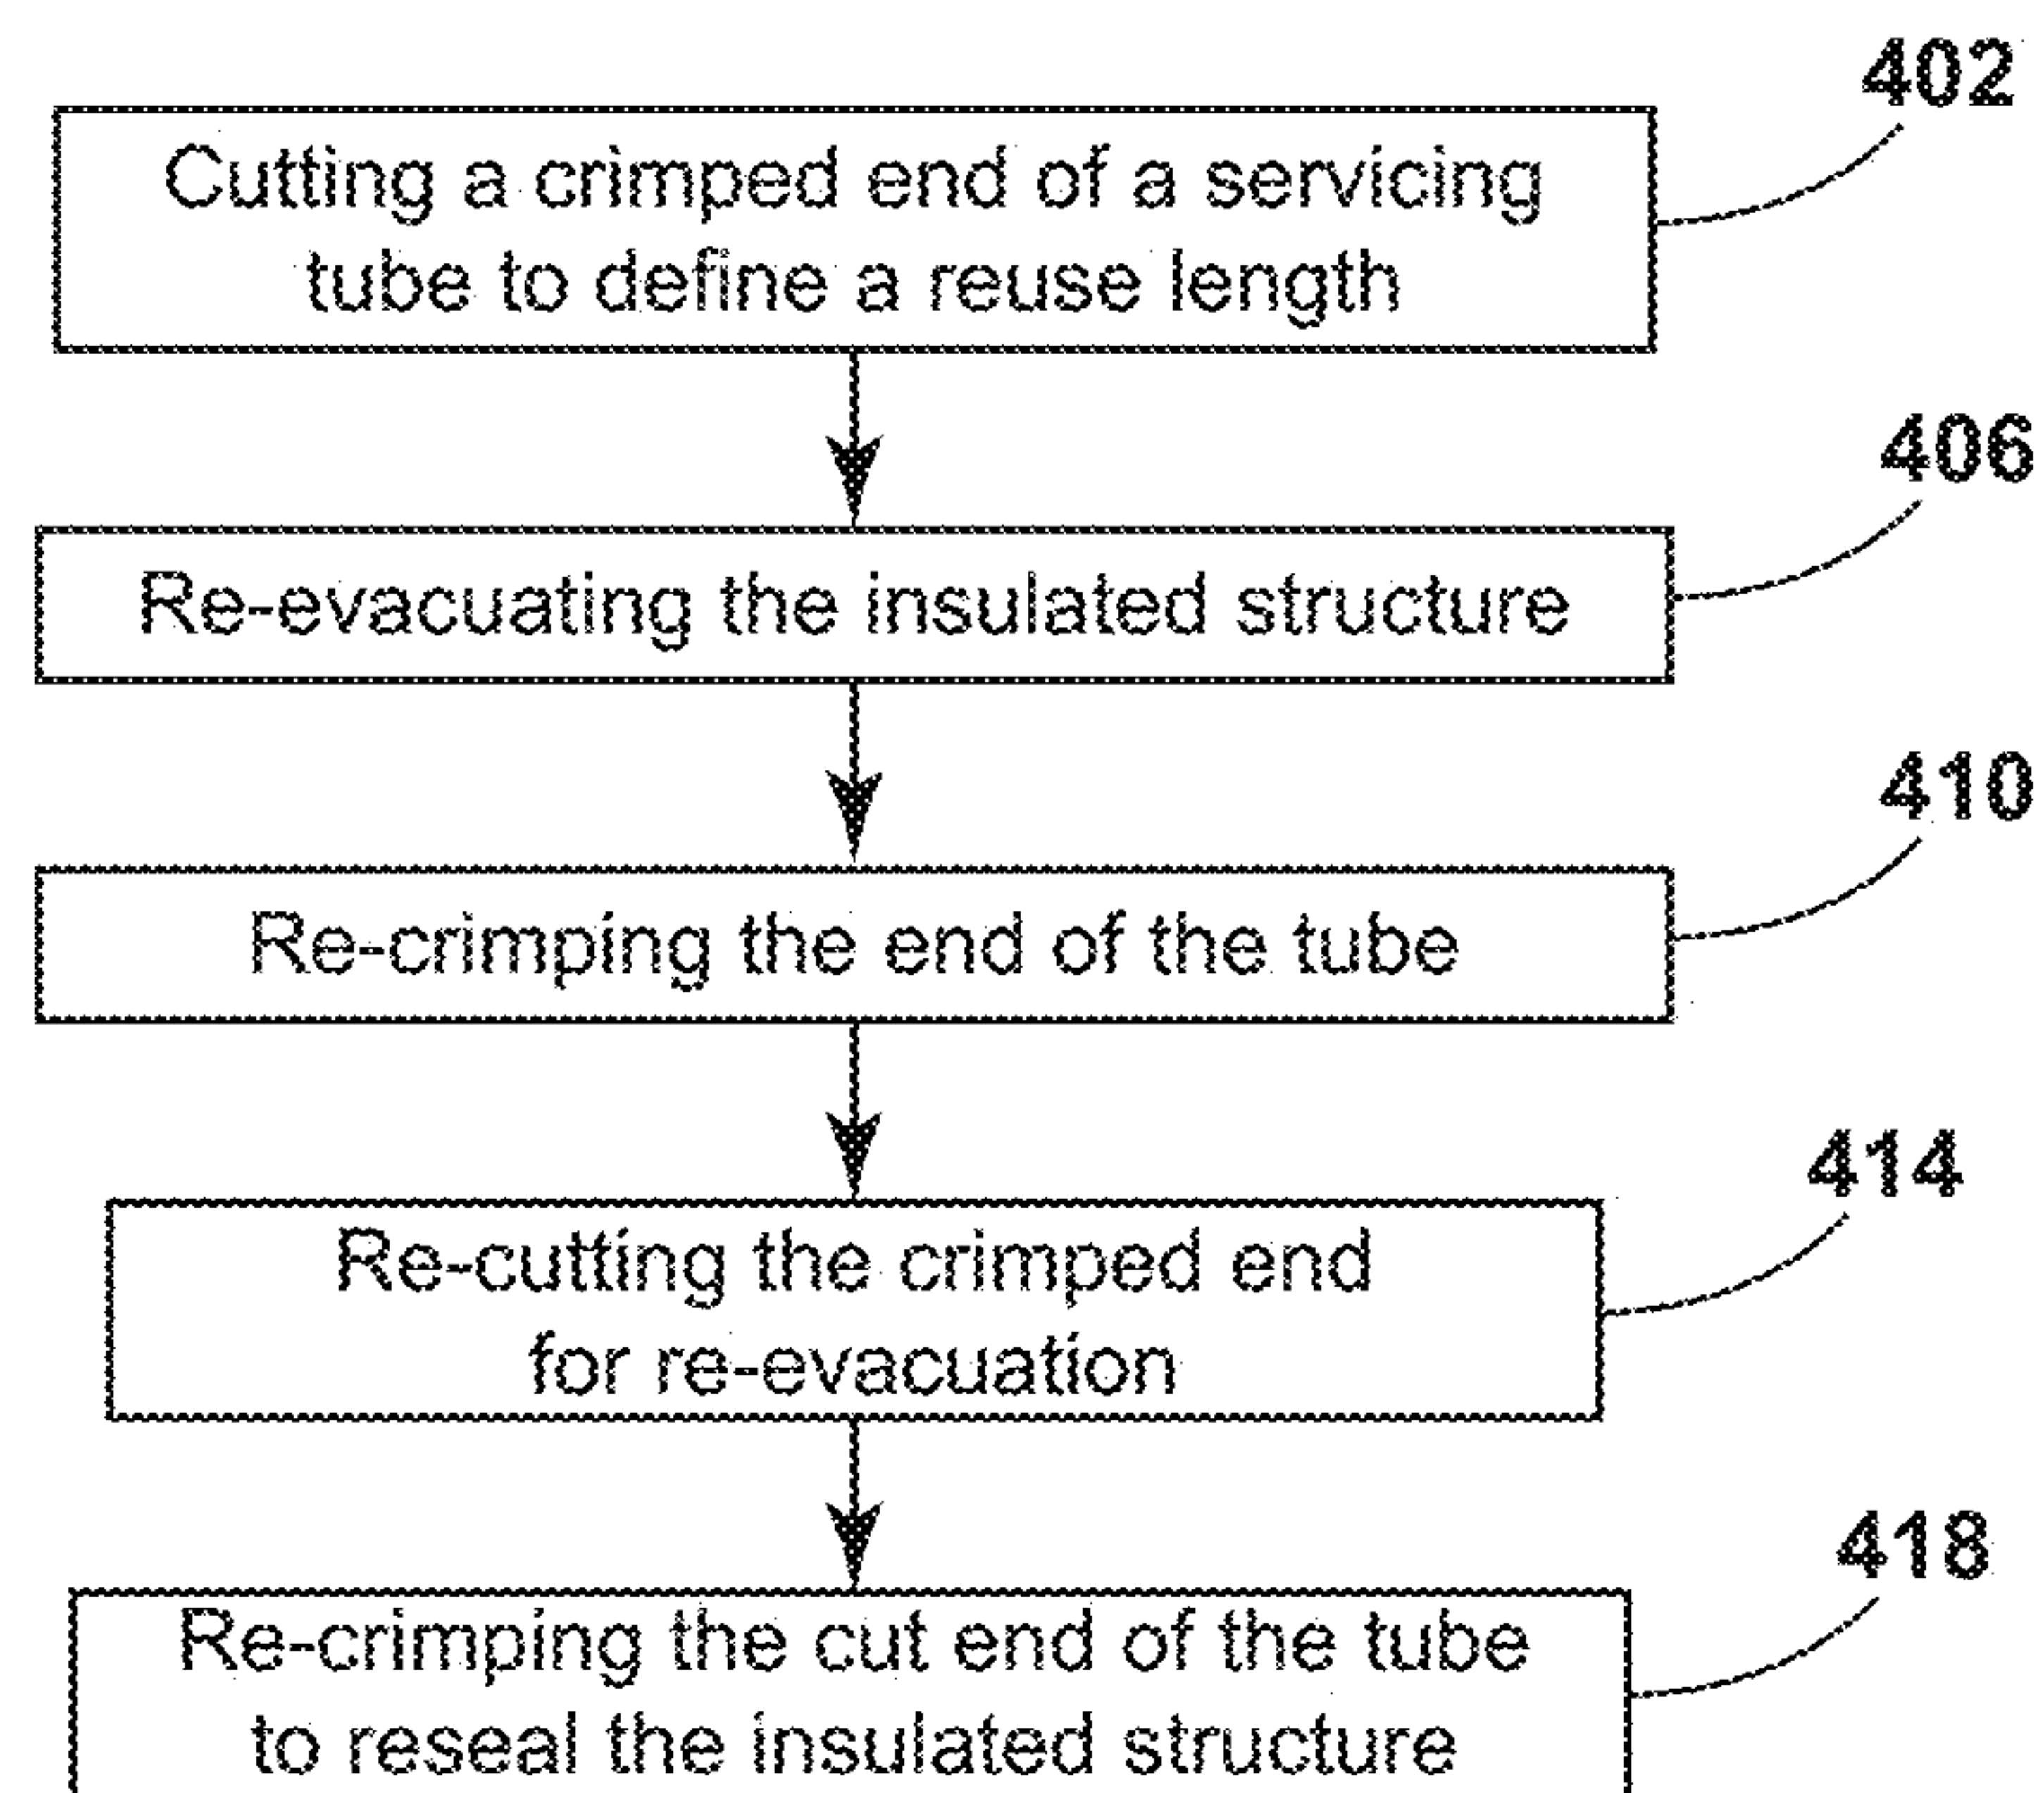 402
Cutting a crimped end of a servicing
tube to define a reuse length
406
Re-evacuating the insulated structure
410
Re-crimping the end of the tube
414
Re-cutting the crimped end
for re-evacuation
418
Re-crimping the cut end of the tube
to reseal the insulated structure